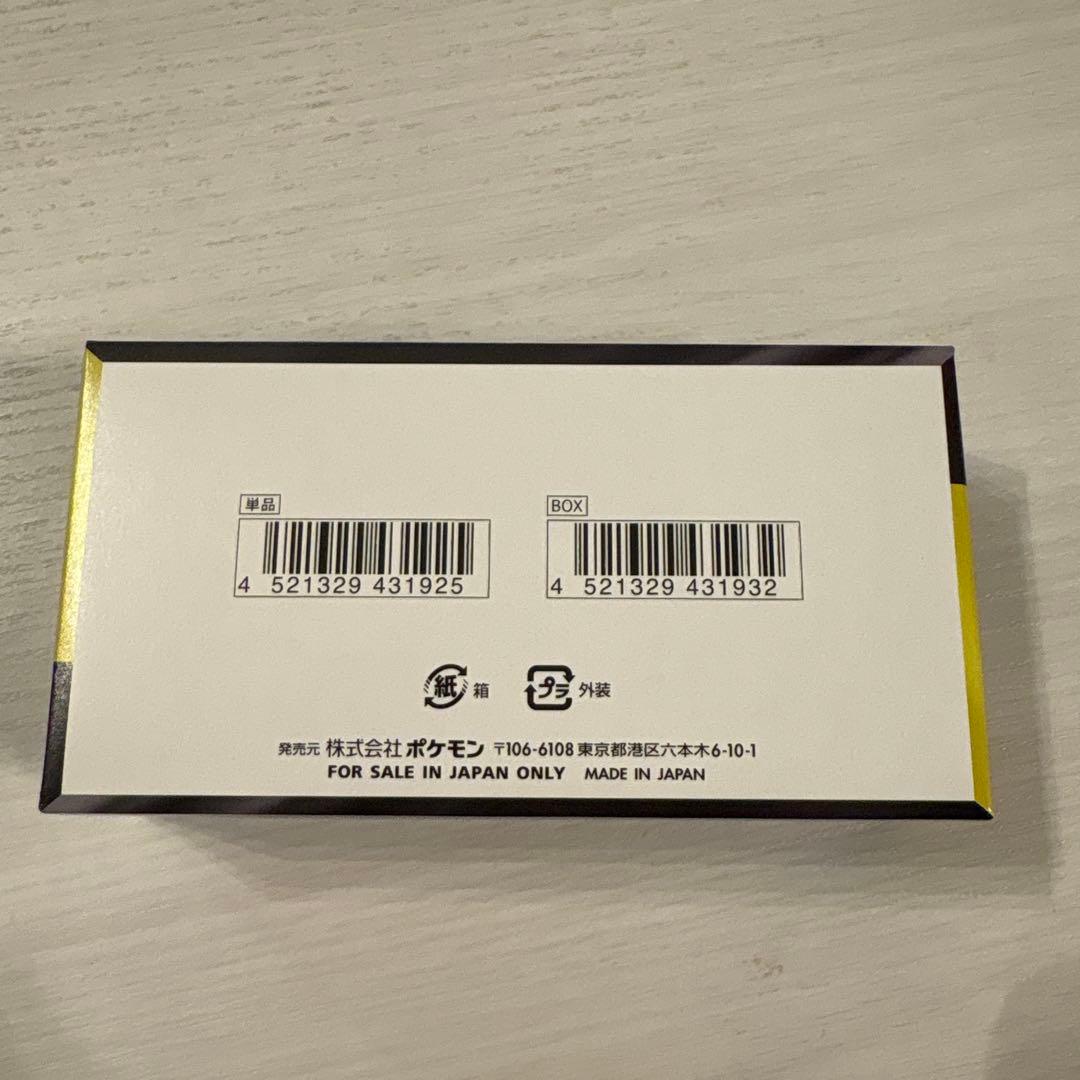 単品
4 521329 431925
BOX
4 521329 431932
紙 箱
プラ 外装
発売元 株式会社 ポケモン 〒106-6108 東京都港区六本木6-10-1
FOR SALE IN JAPAN ONLY MADE IN JAPAN